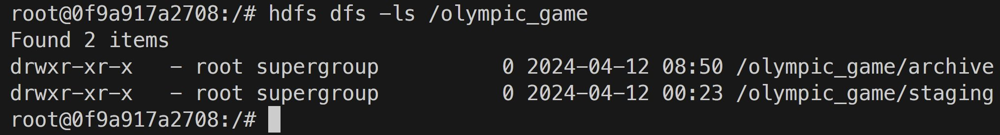 root@0f9a917a2708:/# hdfs dfs -ls /olympic_game
Found 2 items
drwxr-xr-x   - root supergroup          0 2024-04-12 08:50 /olympic_game/archive
drwxr-xr-x   - root supergroup          0 2024-04-12 00:23 /olympic_game/staging
root@0f9a917a2708:/#